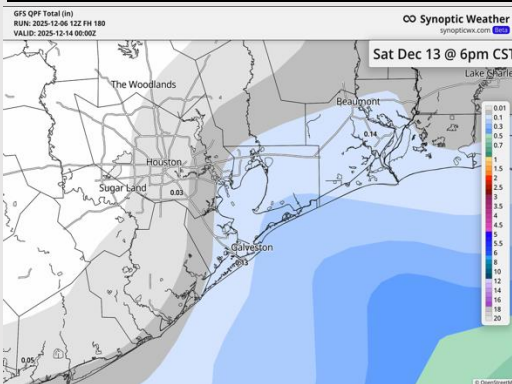 GFS QPF Total (in)
RUN: 2025-12-06 12Z FH 180
VALID: 2025-12-14 00:00Z
Synoptic Weather
synopticwx.com Beta
Sat Dec 13 @ 6pm CST
Lake Charle
The Woodlands
Beaumont
0.14
Houston
Sugar Land
0.03
Galveston
0.05
0.01
0.1
0.2
0.3
0.5
0.7
1
1.5
2
2.5
3
3.5
4
4.5
5
5.5
6
8
10
12
14
16
18
20
© OpenStreetM